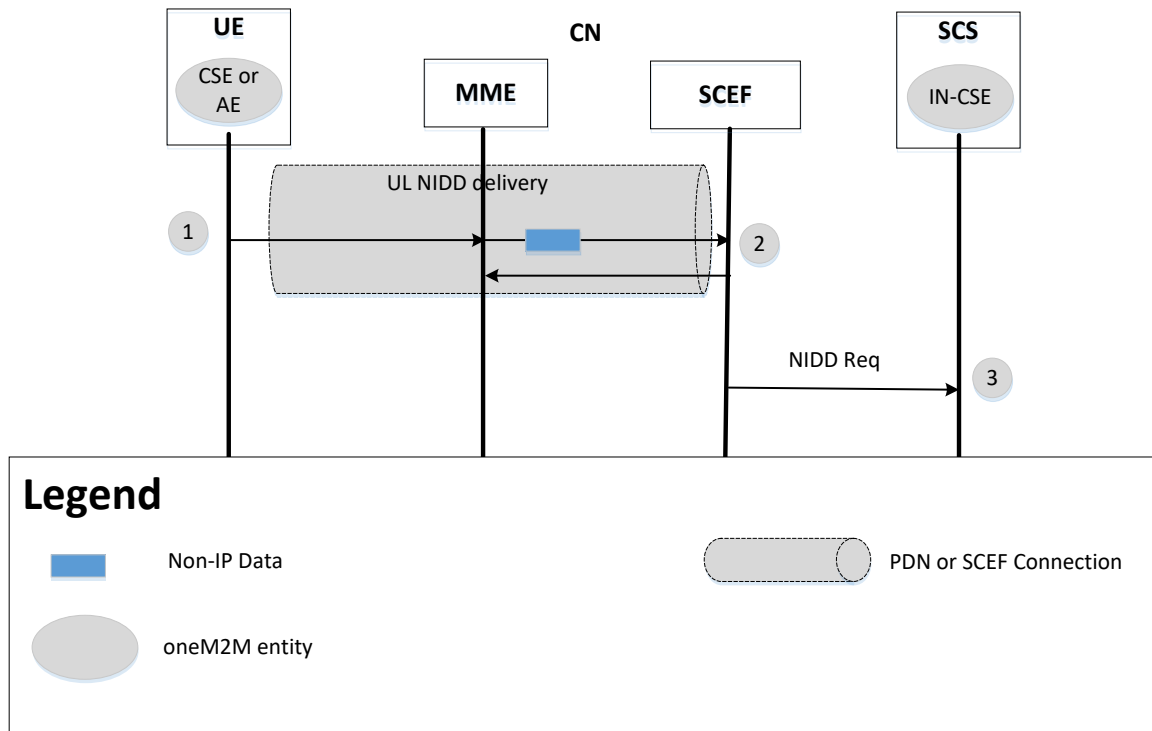 UE
CN
SCS
CSE or
AE
MME
SCEF
IN-CSE
UL NIDD delivery
1
2
NIDD Req
3
Legend
Non-IP Data
PDN or SCEF Connection
oneM2M entity